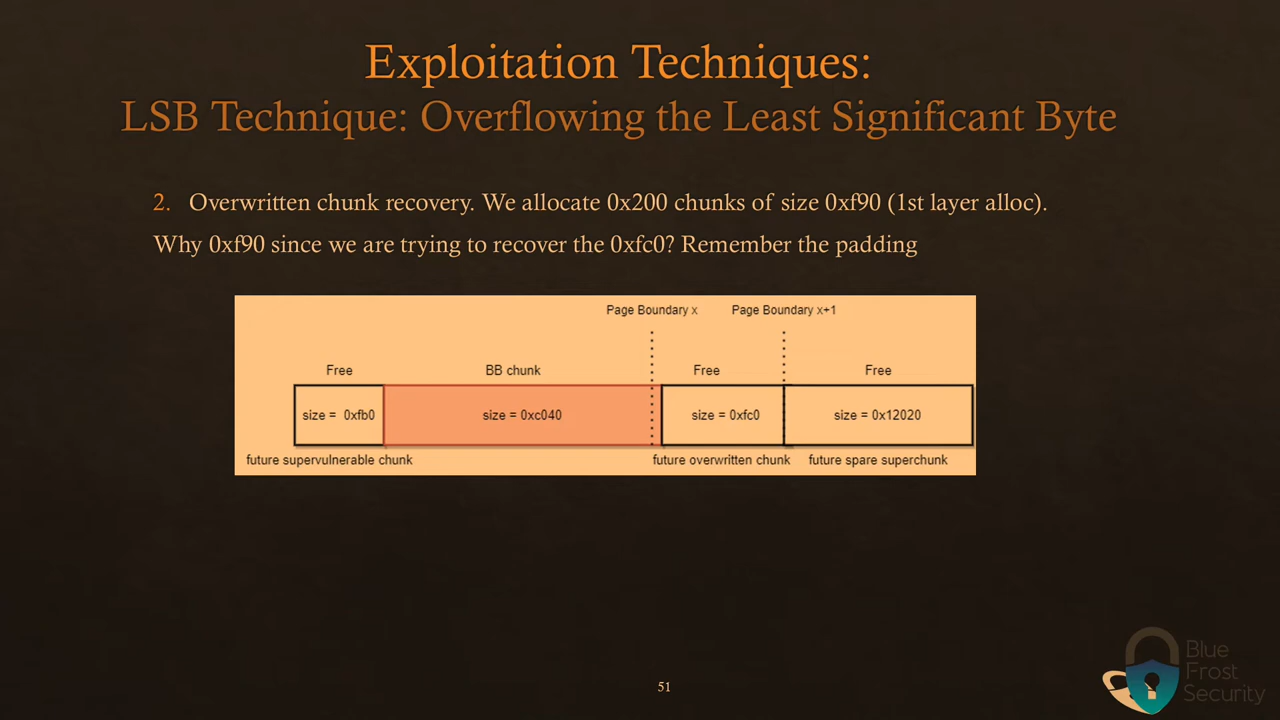 Exploitation Techniques:
LSB Technique: Overflowing the Least Significant Byte
2. Overwritten chunk recovery. We allocate 0x200 chunks of size 0xf90 (1st layer alloc).
Why 0xf90 since we are trying to recover the 0xfc0? Remember the padding
Page Boundary x Page Boundary x+1
Free BB chunk Free Free
size = 0xfb0 size = 0xc040 size = 0xfc0 size = 0x12020
future supervulnerable chunk future overwritten chunk future spare superchunk
Blue
Frost
Security
51